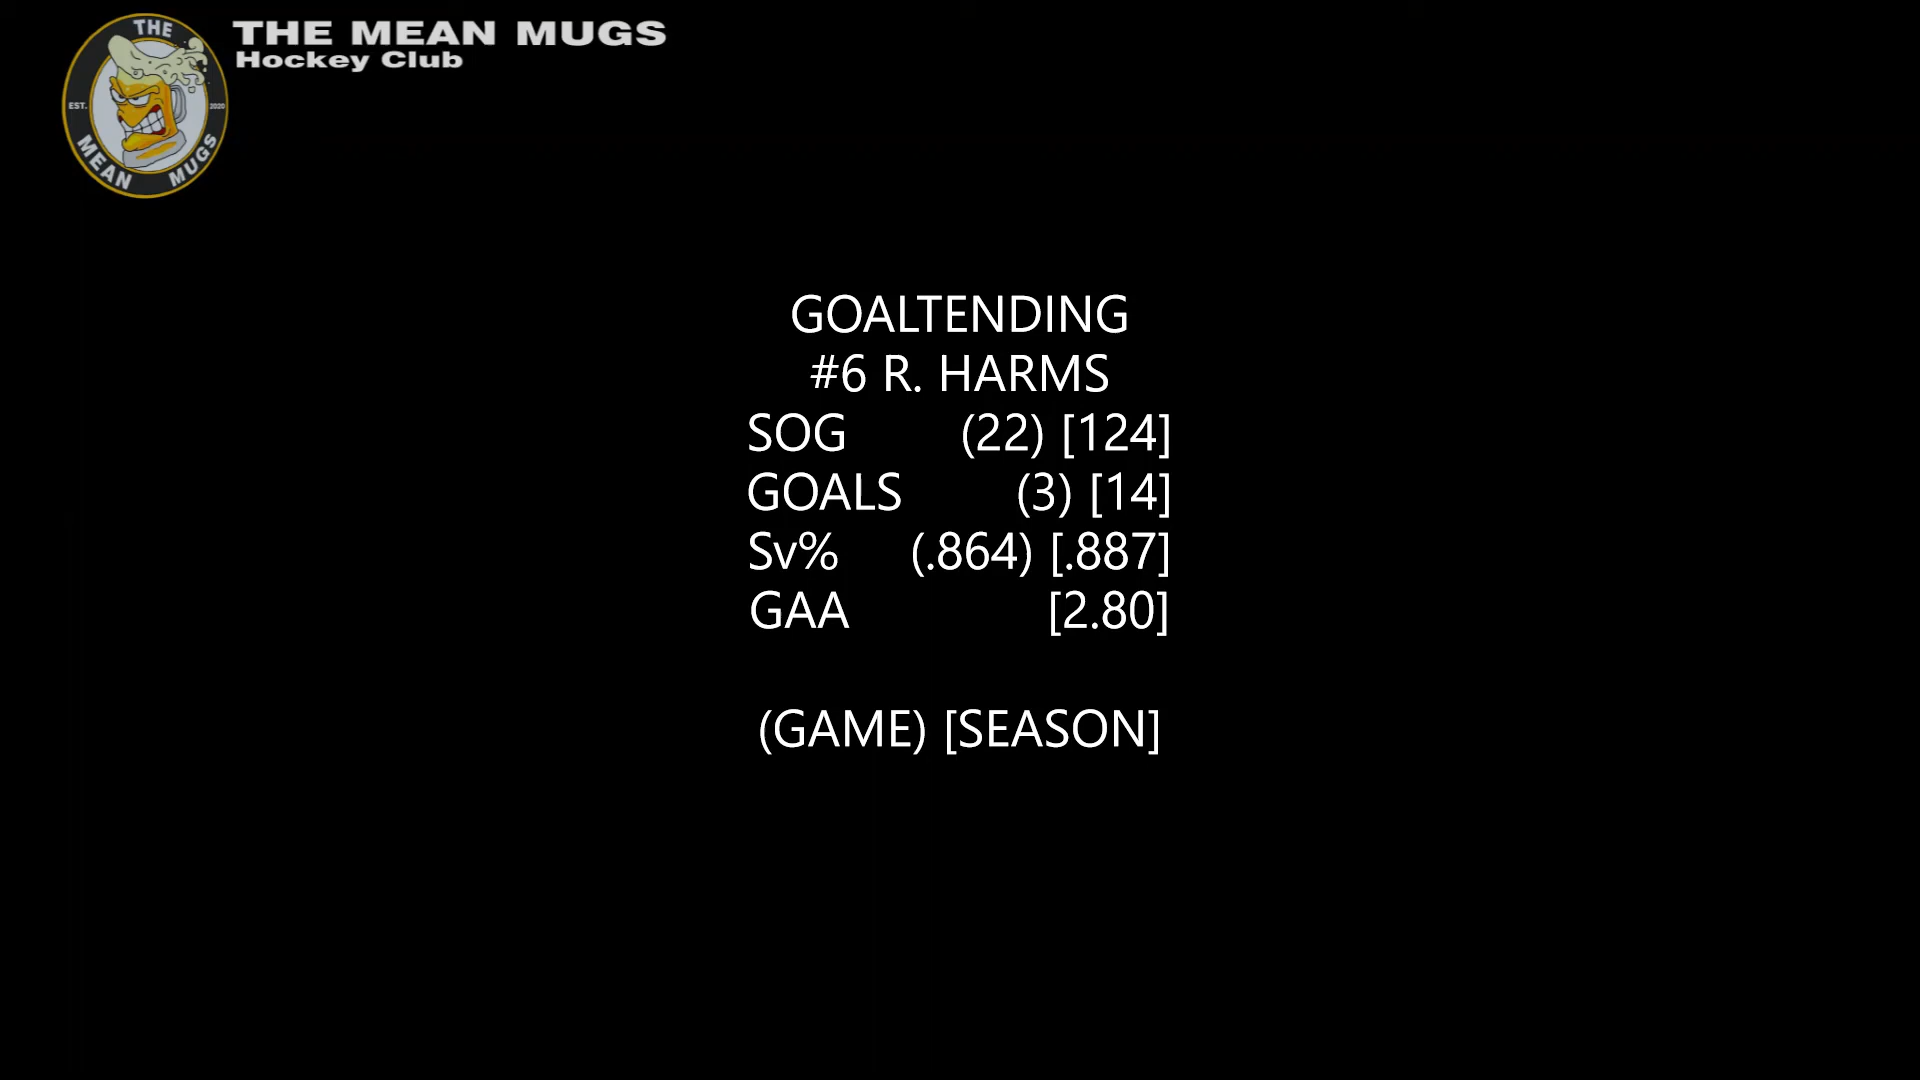 THE
EST. 2020
MEAN MUGS
THE MEAN MUGS
Hockey Club
GOALTENDING
#6 R. HARMS
SOG (22) [124]
GOALS (3) [14]
Sv% (.864) [.887]
GAA [2.80]
(GAME) [SEASON]